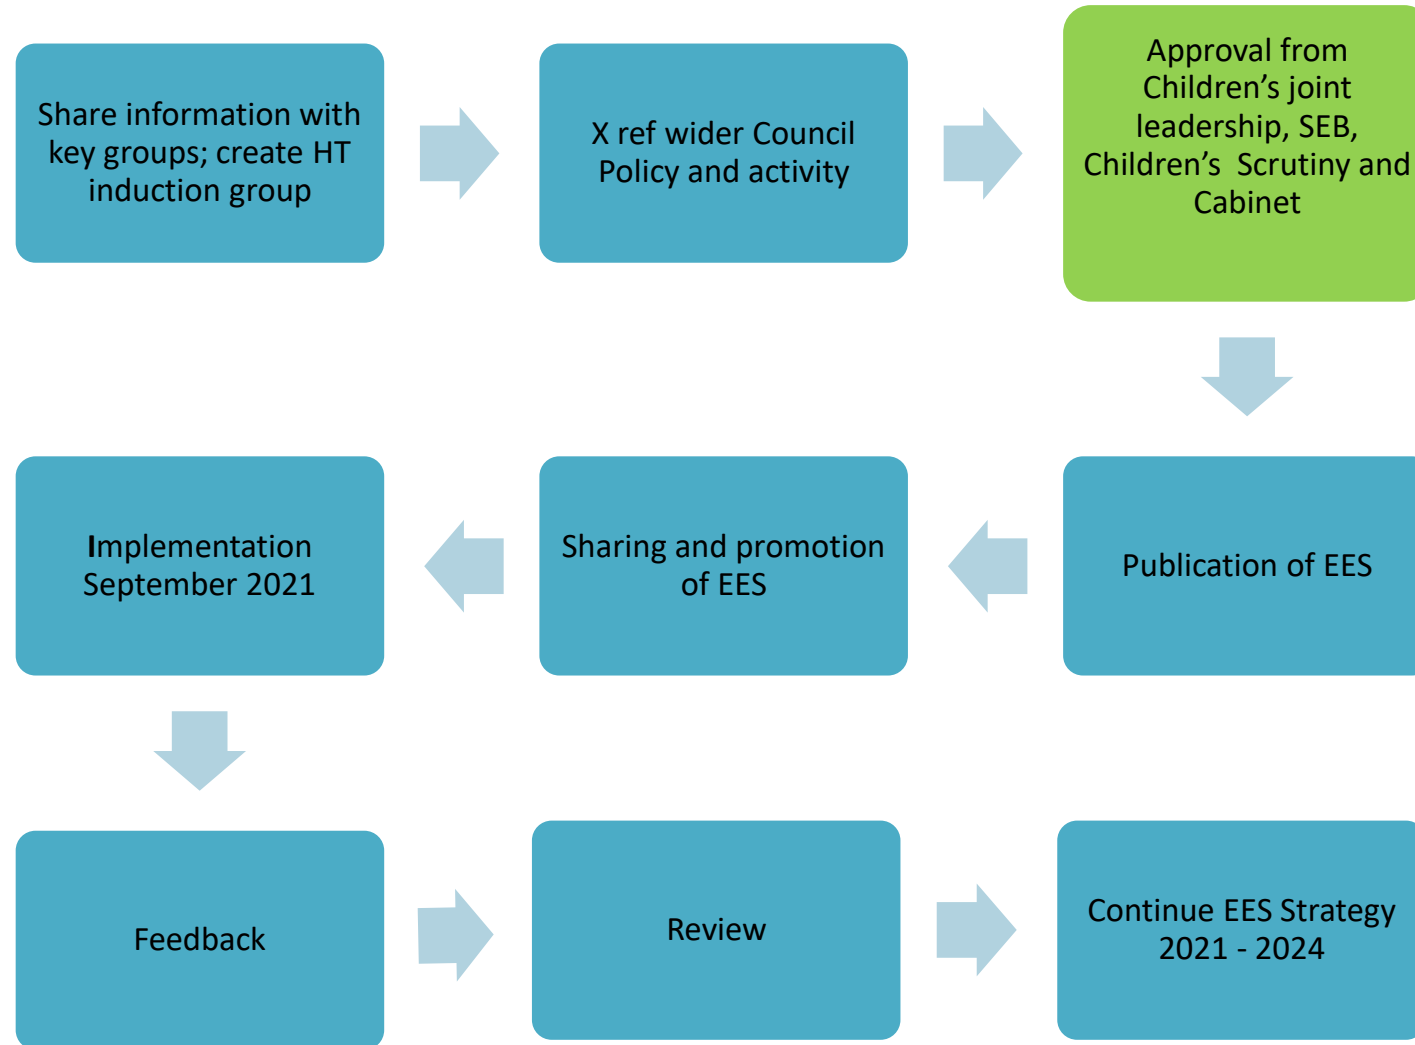 Share information with
key groups; create HT
induction group
X ref wider Council
Policy and activity
Approval from
Children’s joint
leadership, SEB,
Children’s  Scrutiny and
Cabinet
Publication of EES
Sharing and promotion
of EES
Implementation
September 2021
Feedback
Review
Continue EES Strategy
2021 - 2024